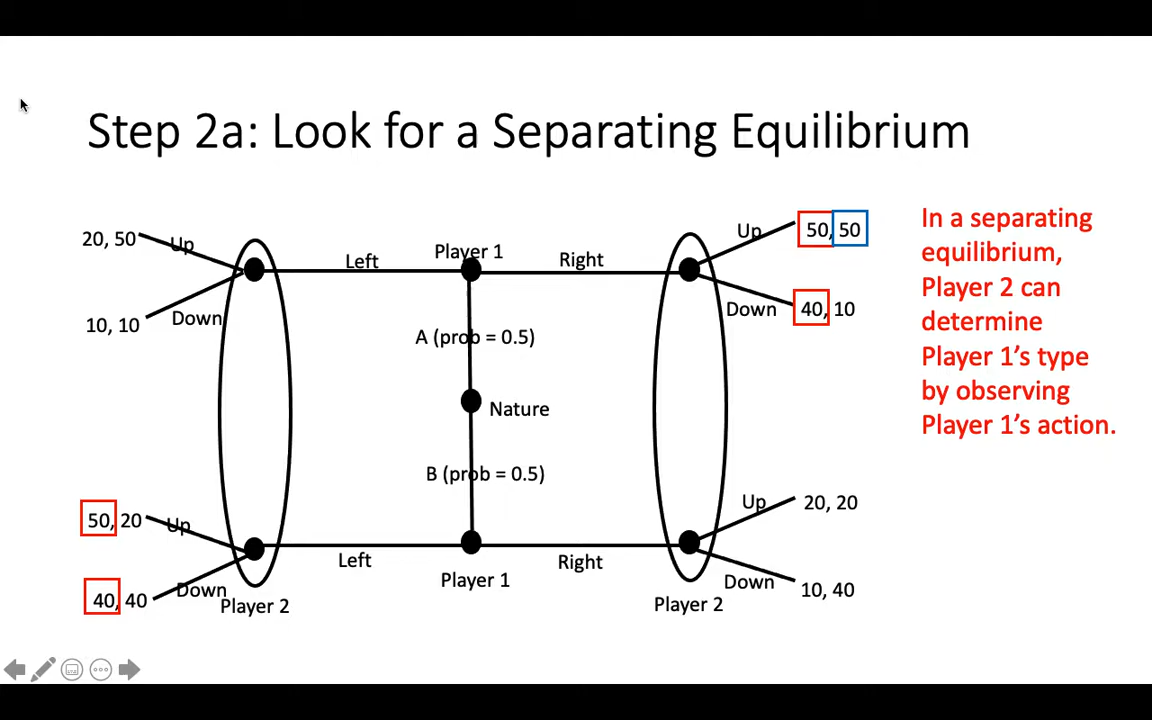 Step 2a: Look for a Separating Equilibrium
20, 50
Up
Down
10, 10
Left
Player 1
Right
Up
50, 50
Down
40, 10
A (prob = 0.5)
Nature
B (prob = 0.5)
50, 20
Up
Down
40, 40
Player 2
Left
Player 1
Right
Up
20, 20
Down
10, 40
Player 2
In a separating
equilibrium,
Player 2 can
determine
Player 1’s type
by observing
Player 1’s action.